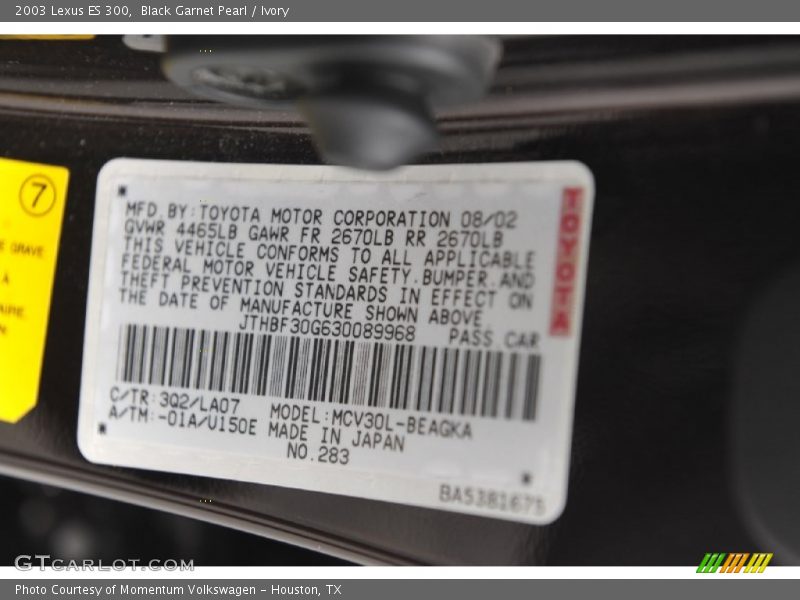 2003 Lexus ES 300, Black Garnet Pearl / Ivory
7
E GRAVE
MFD.BY:TOYOTA MOTOR CORPORATION 08/02
GVWR 4465LB GAWR FR 2670LB RR 2670LB
THIS VEHICLE CONFORMS TO ALL APPLICABLE
FEDERAL MOTOR VEHICLE SAFETY.BUMPER.AND
THEFT PREVENTION STANDARDS IN EFFECT ON
THE DATE OF MANUFACTURE SHOWN ABOVE
JTHBF30G630089968 PASS.CAR
TOYOTA
C/TR:3Q2/LA07 MODEL:MCV30L-BEAGKA
A/TM:-01A/U150E MADE IN JAPAN
NO.283
BA5381675
GTcarlot.com
Photo Courtesy of Momentum Volkswagen - Houston, TX